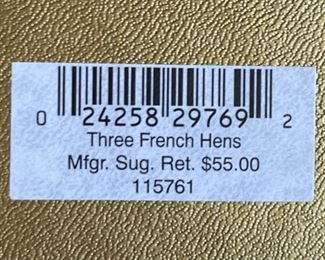 0 24258 29769 2
Three French Hens
Mfgr. Sug. Ret. $55.00
115761